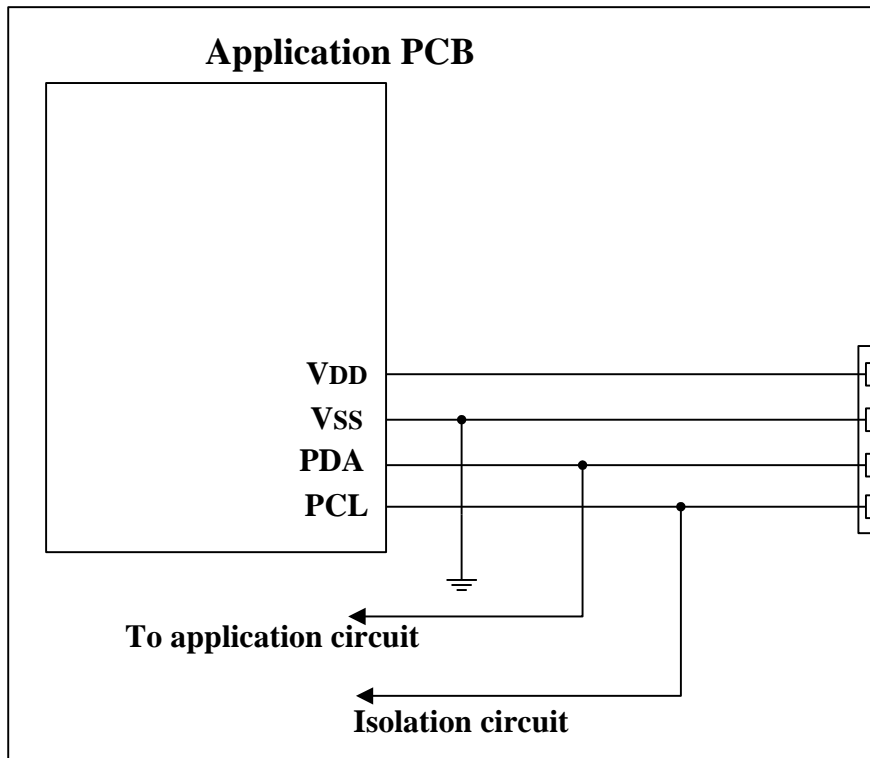 Application PCB
VDD
VSS
PDA
PCL
To application circuit
Isolation circuit